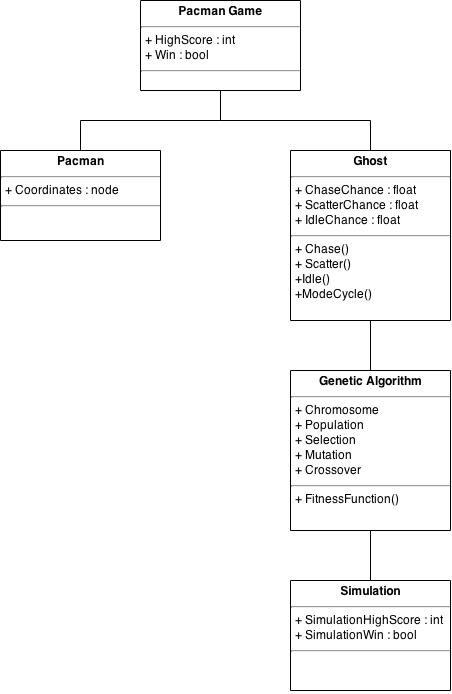 Pacman Game
+ HighScore : int
+ Win : bool
Pacman
+ Coordinates : node
Ghost
+ ChaseChance : float
+ ScatterChance : float
+ IdleChance : float
+ Chase()
+ Scatter()
+Idle()
+ModeCycle()
Genetic Algorithm
+ Chromosome
+ Population
+ Selection
+ Mutation
+ Crossover
+ FitnessFunction()
Simulation
+ SimulationHighScore : int
+ SimulationWin : bool